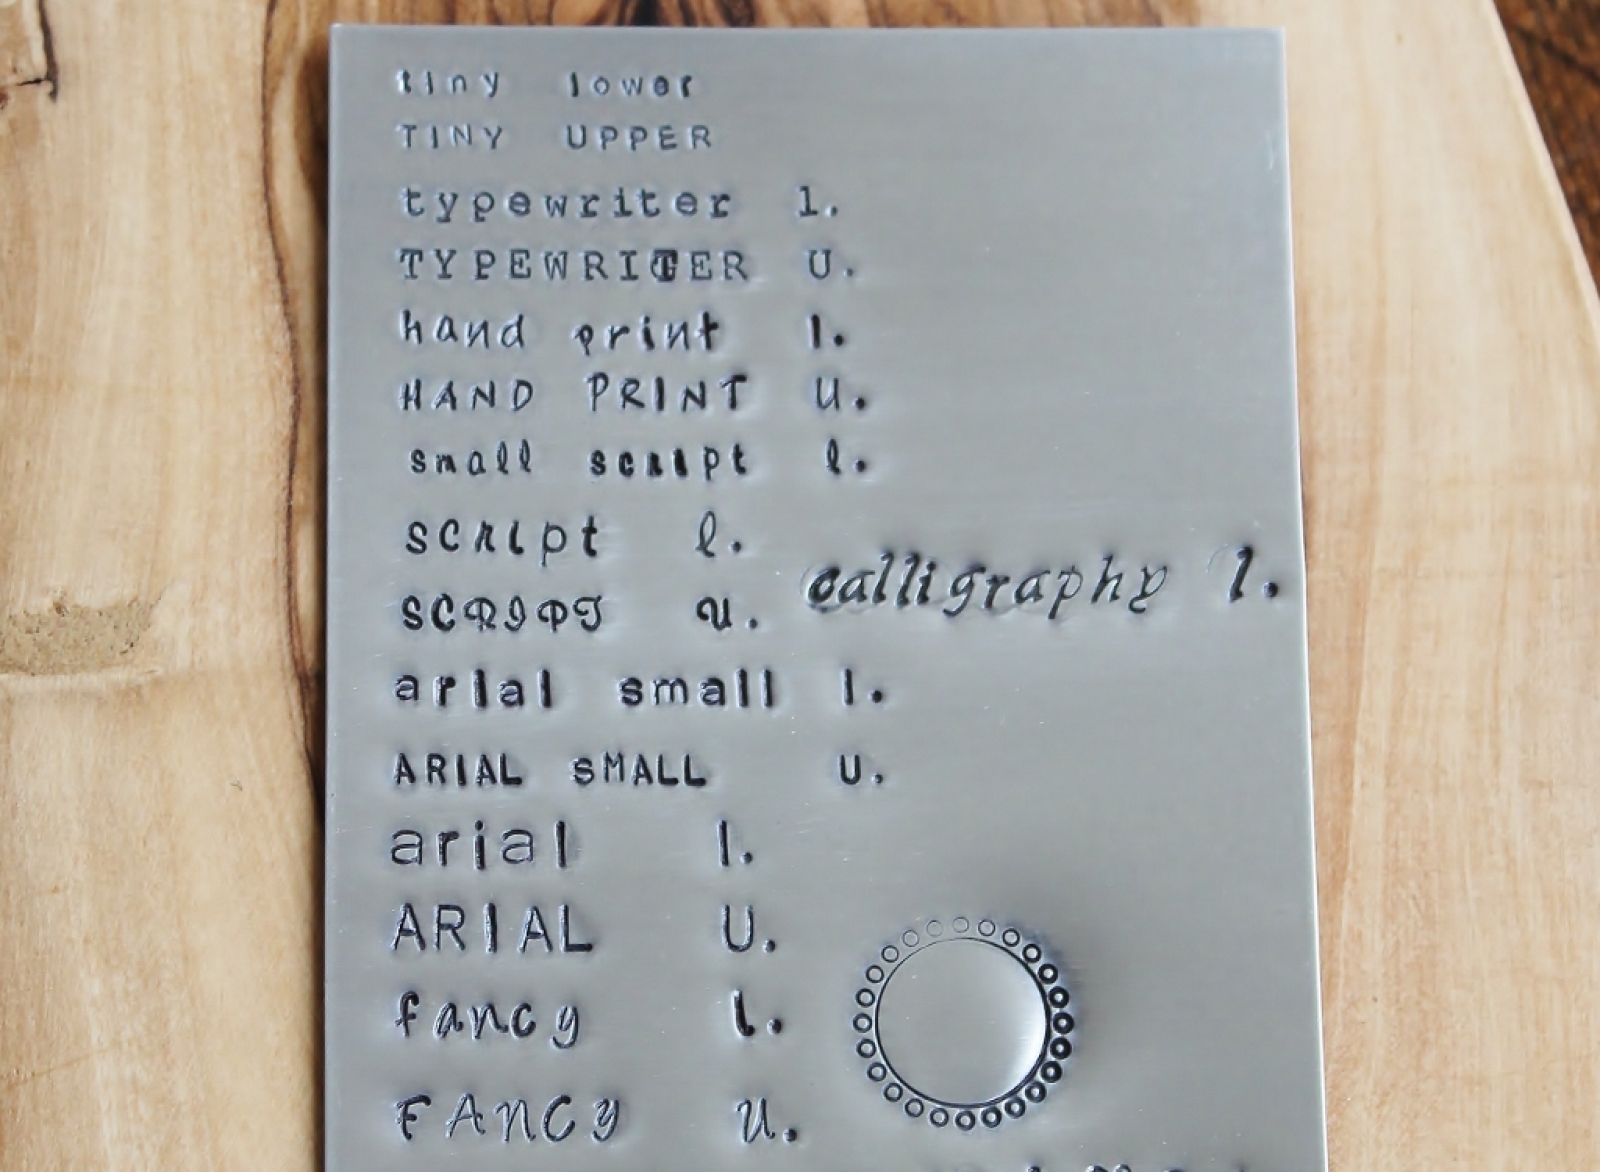 tiny lower
TINY UPPER
typewriter l.
TYPEWRITER U.
hand print l.
HAND PRINT U.
small script l.
script l.
calligraphy l.
SCRIPT U.
arial small l.
ARIAL SMALL U.
arial l.
ARIAL U.
fancy l.
FANCY U.